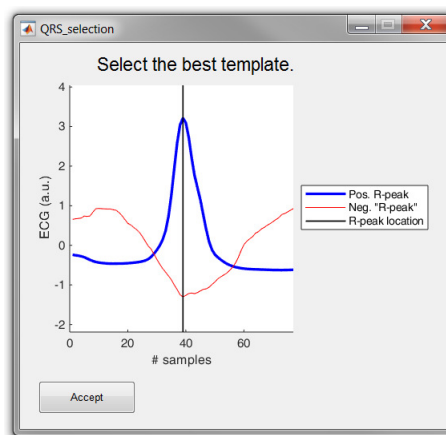 QRS_selection
Select the best template.
ECG (a.u.)
4
3
2
1
0
-1
-2
0
20
40
60
# samples
Pos. R-peak
Neg. "R-peak"
R-peak location
Accept